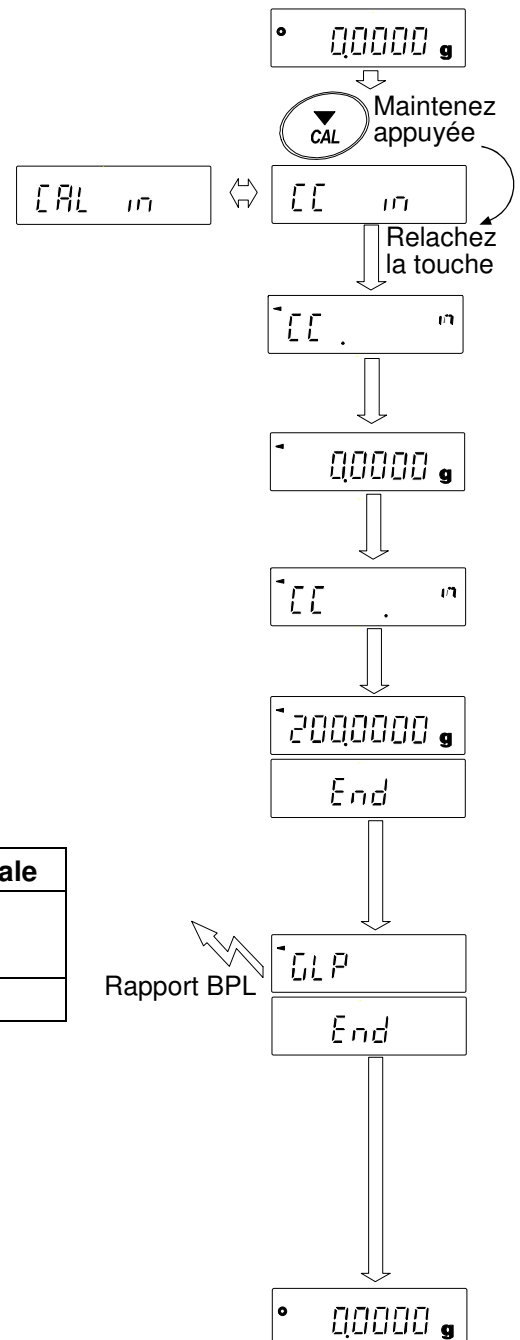 0.0000 g
Maintenez
appuyée
CAL
CAL in
CC in
Relachez
la touche
CC . in
0.0000 g
CC . in
200.0000 g
End
ale
GLP
Rapport BPL
End
0.0000 g